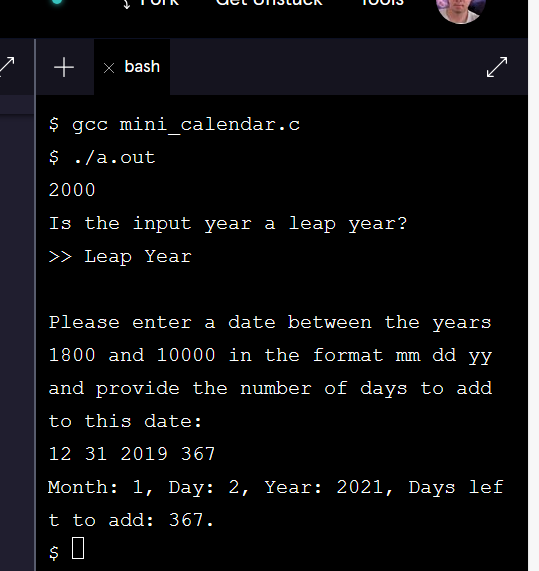 Fork Get Unstuck Tools
bash
$ gcc mini_calendar.c
$ ./a.out
2000
Is the input year a leap year?
>> Leap Year
Please enter a date between the years
1800 and 10000 in the format mm dd yy
and provide the number of days to add
to this date:
12 31 2019 367
Month: 1, Day: 2, Year: 2021, Days lef
t to add: 367.
$